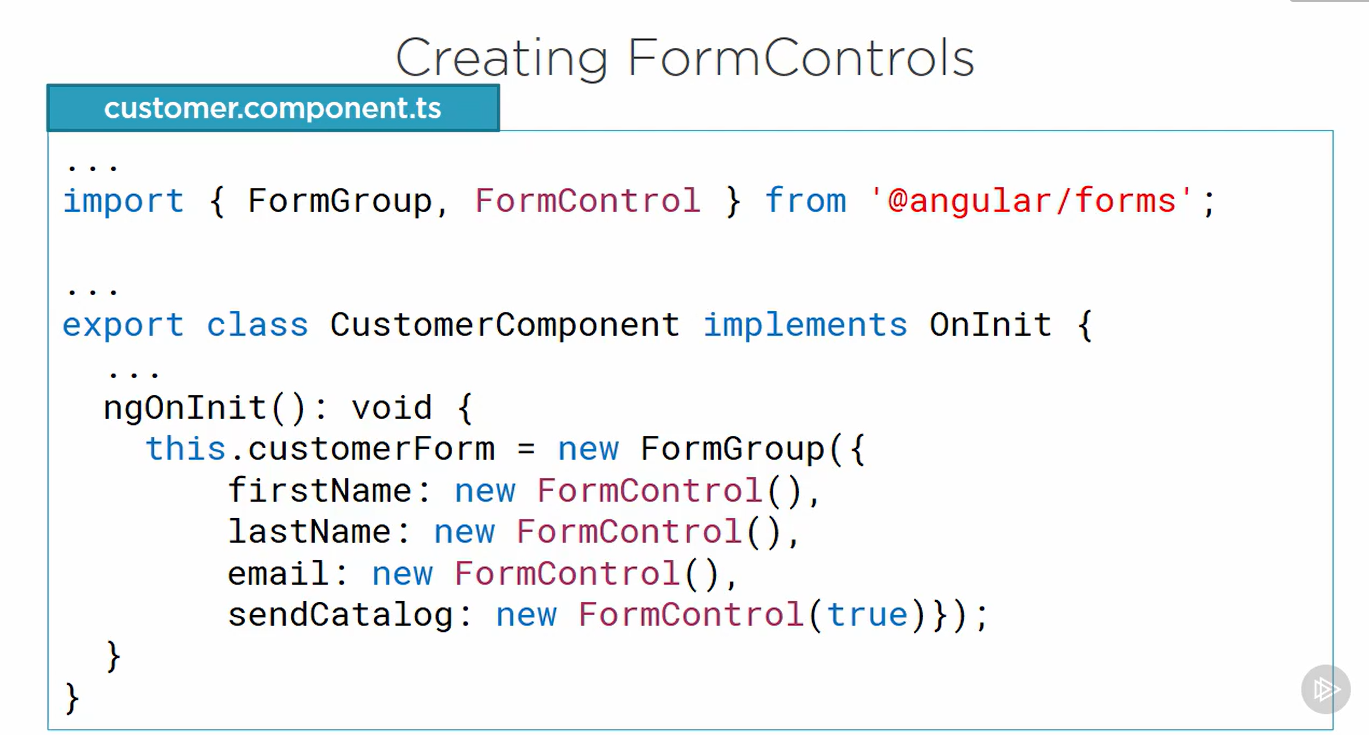 Creating FormControls
customer.component.ts
...
import { FormGroup, FormControl } from '@angular/forms';
...
export class CustomerComponent implements OnInit {
...
ngOnInit(): void {
this.customerForm = new FormGroup({
firstName: new FormControl(),
lastName: new FormControl(),
email: new FormControl(),
sendCatalog: new FormControl(true)});
}
}